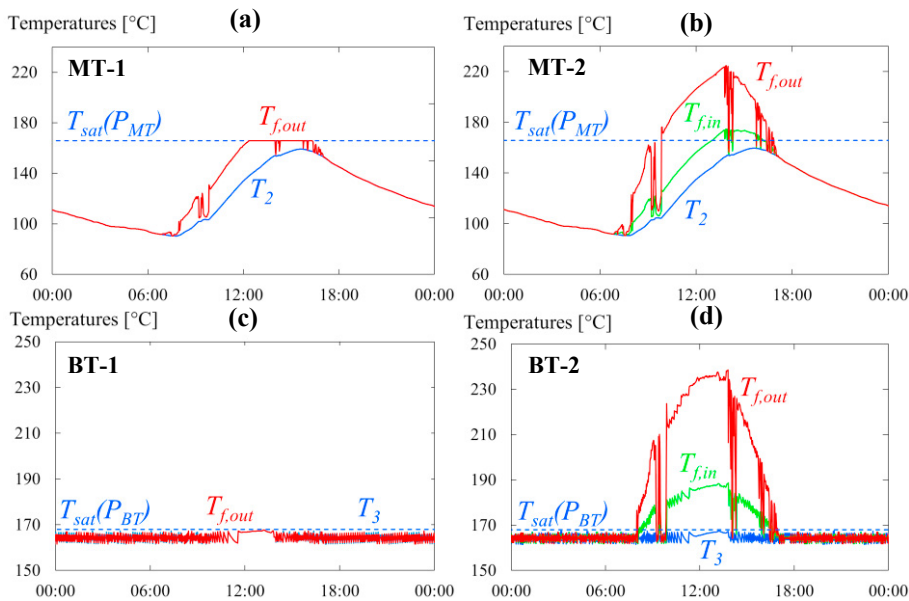 Temperatures [°C] (a)
MT-1
220
T_sat(P_MT)
T_f,out
180
140
T_2
100
60
00:00 06:00 12:00 18:00 00:00
Temperatures [°C] (b)
MT-2
220
T_f,out
T_f,in
T_sat(P_MT)
180
140
T_2
100
60
00:00 06:00 12:00 18:00 00:00
Temperatures [°C] (c)
250
BT-1
230
210
190
T_sat(P_BT) T_f,out T_3
170
150
00:00 06:00 12:00 18:00 00:00
Temperatures [°C] (d)
250
BT-2
230
T_f,out
210
T_f,in
190
T_sat(P_BT)
170
T_3
150
00:00 06:00 12:00 18:00 00:00